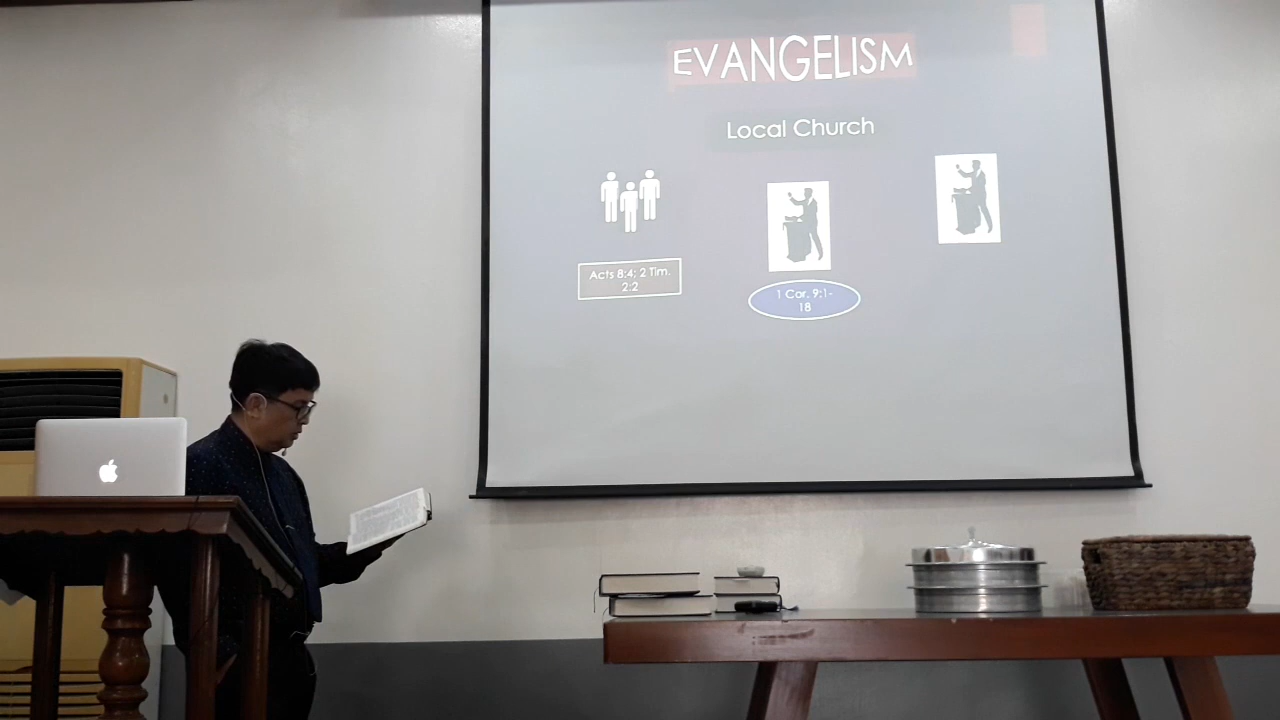 EVANGELISM
Local Church
Acts 8:4; 2 Tim.
2:2
1 Cor. 9:1-
18